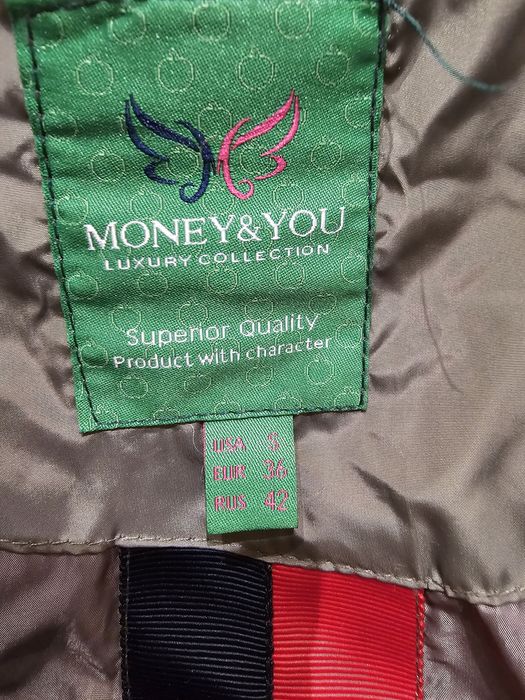 MONEY&YOU
LUXURY COLLECTION
Superior Quality
Product with character
USA S
EUR 36
RUS 42